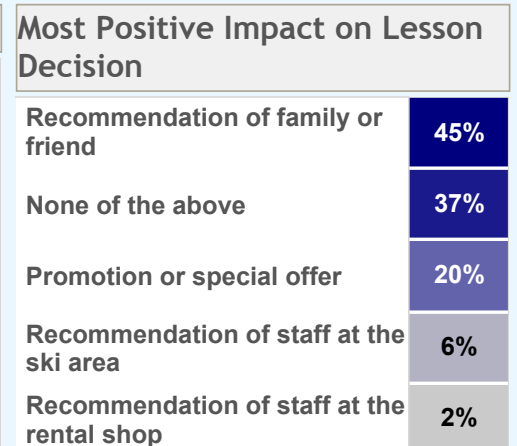 Most Positive Impact on Lesson
Decision
Recommendation of family or
friend
45%
None of the above
37%
Promotion or special offer
20%
Recommendation of staff at the
ski area
6%
Recommendation of staff at the
rental shop
2%